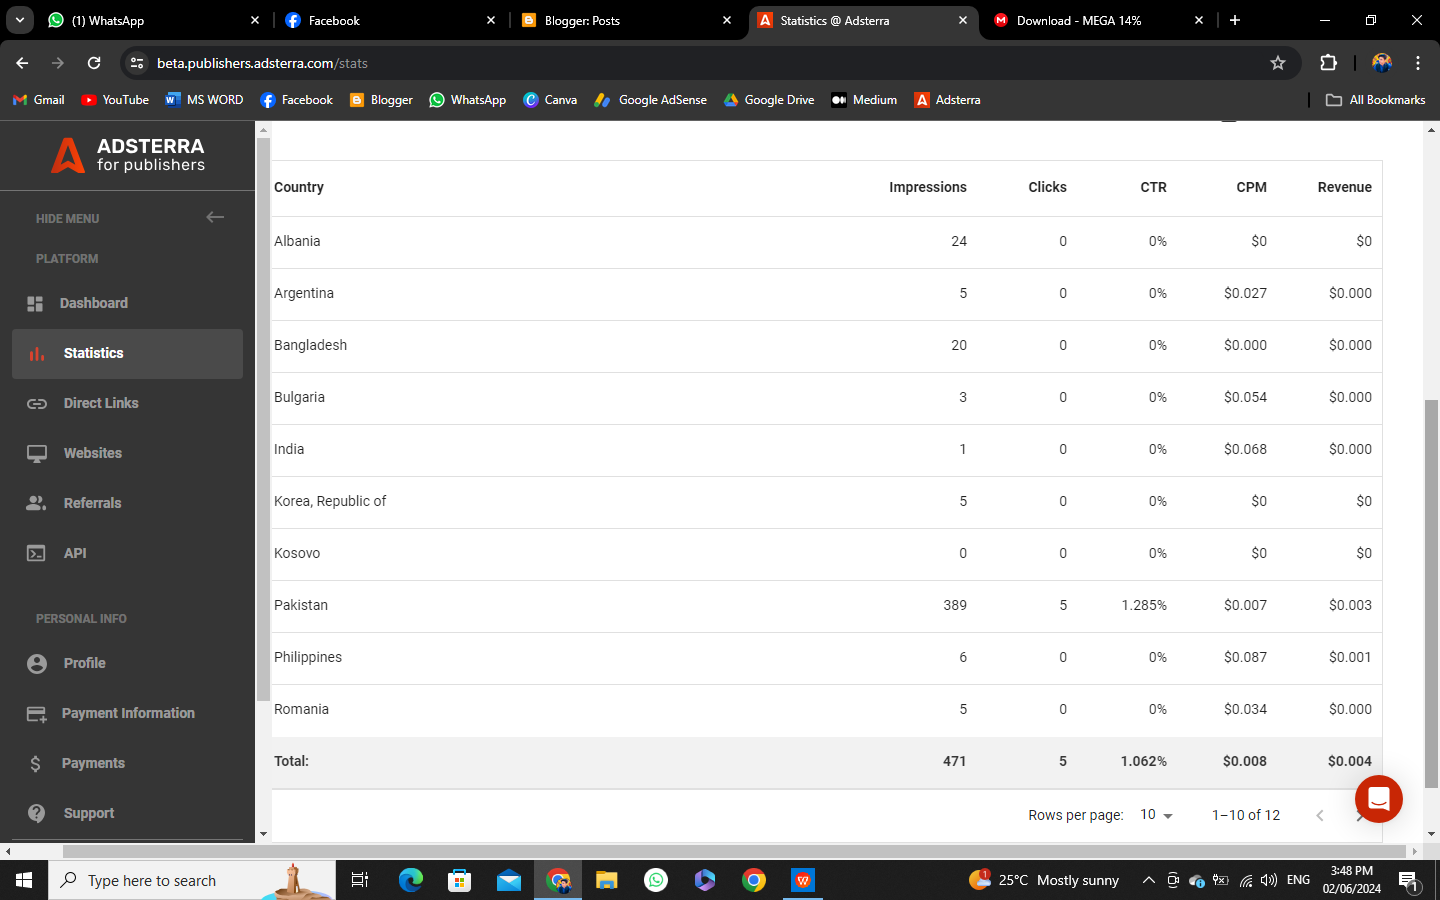 (1) WhatsApp
Facebook
Blogger: Posts
Statistics @ Adsterra
Download - MEGA 14%
beta.publishers.adsterra.com/stats
Gmail YouTube MS WORD Facebook Blogger WhatsApp Canva Google AdSense Google Drive Medium Adsterra All Bookmarks
ADSTERRA
for publishers
HIDE MENU
PLATFORM
Dashboard
Statistics
Direct Links
Websites
Referrals
API
PERSONAL INFO
Profile
Payment Information
Payments
Support
Country Impressions Clicks CTR CPM Revenue
Albania 24 0 0% $0 $0
Argentina 5 0 0% $0.027 $0.000
Bangladesh 20 0 0% $0.000 $0.000
Bulgaria 3 0 0% $0.054 $0.000
India 1 0 0% $0.068 $0.000
Korea, Republic of 5 0 0% $0 $0
Kosovo 0 0 0% $0 $0
Pakistan 389 5 1.285% $0.007 $0.003
Philippines 6 0 0% $0.087 $0.001
Romania 5 0 0% $0.034 $0.000
Total: 471 5 1.062% $0.008 $0.004
Rows per page: 10 1–10 of 12
Type here to search
1
25°C Mostly sunny
ENG
3:48 PM
02/06/2024
1